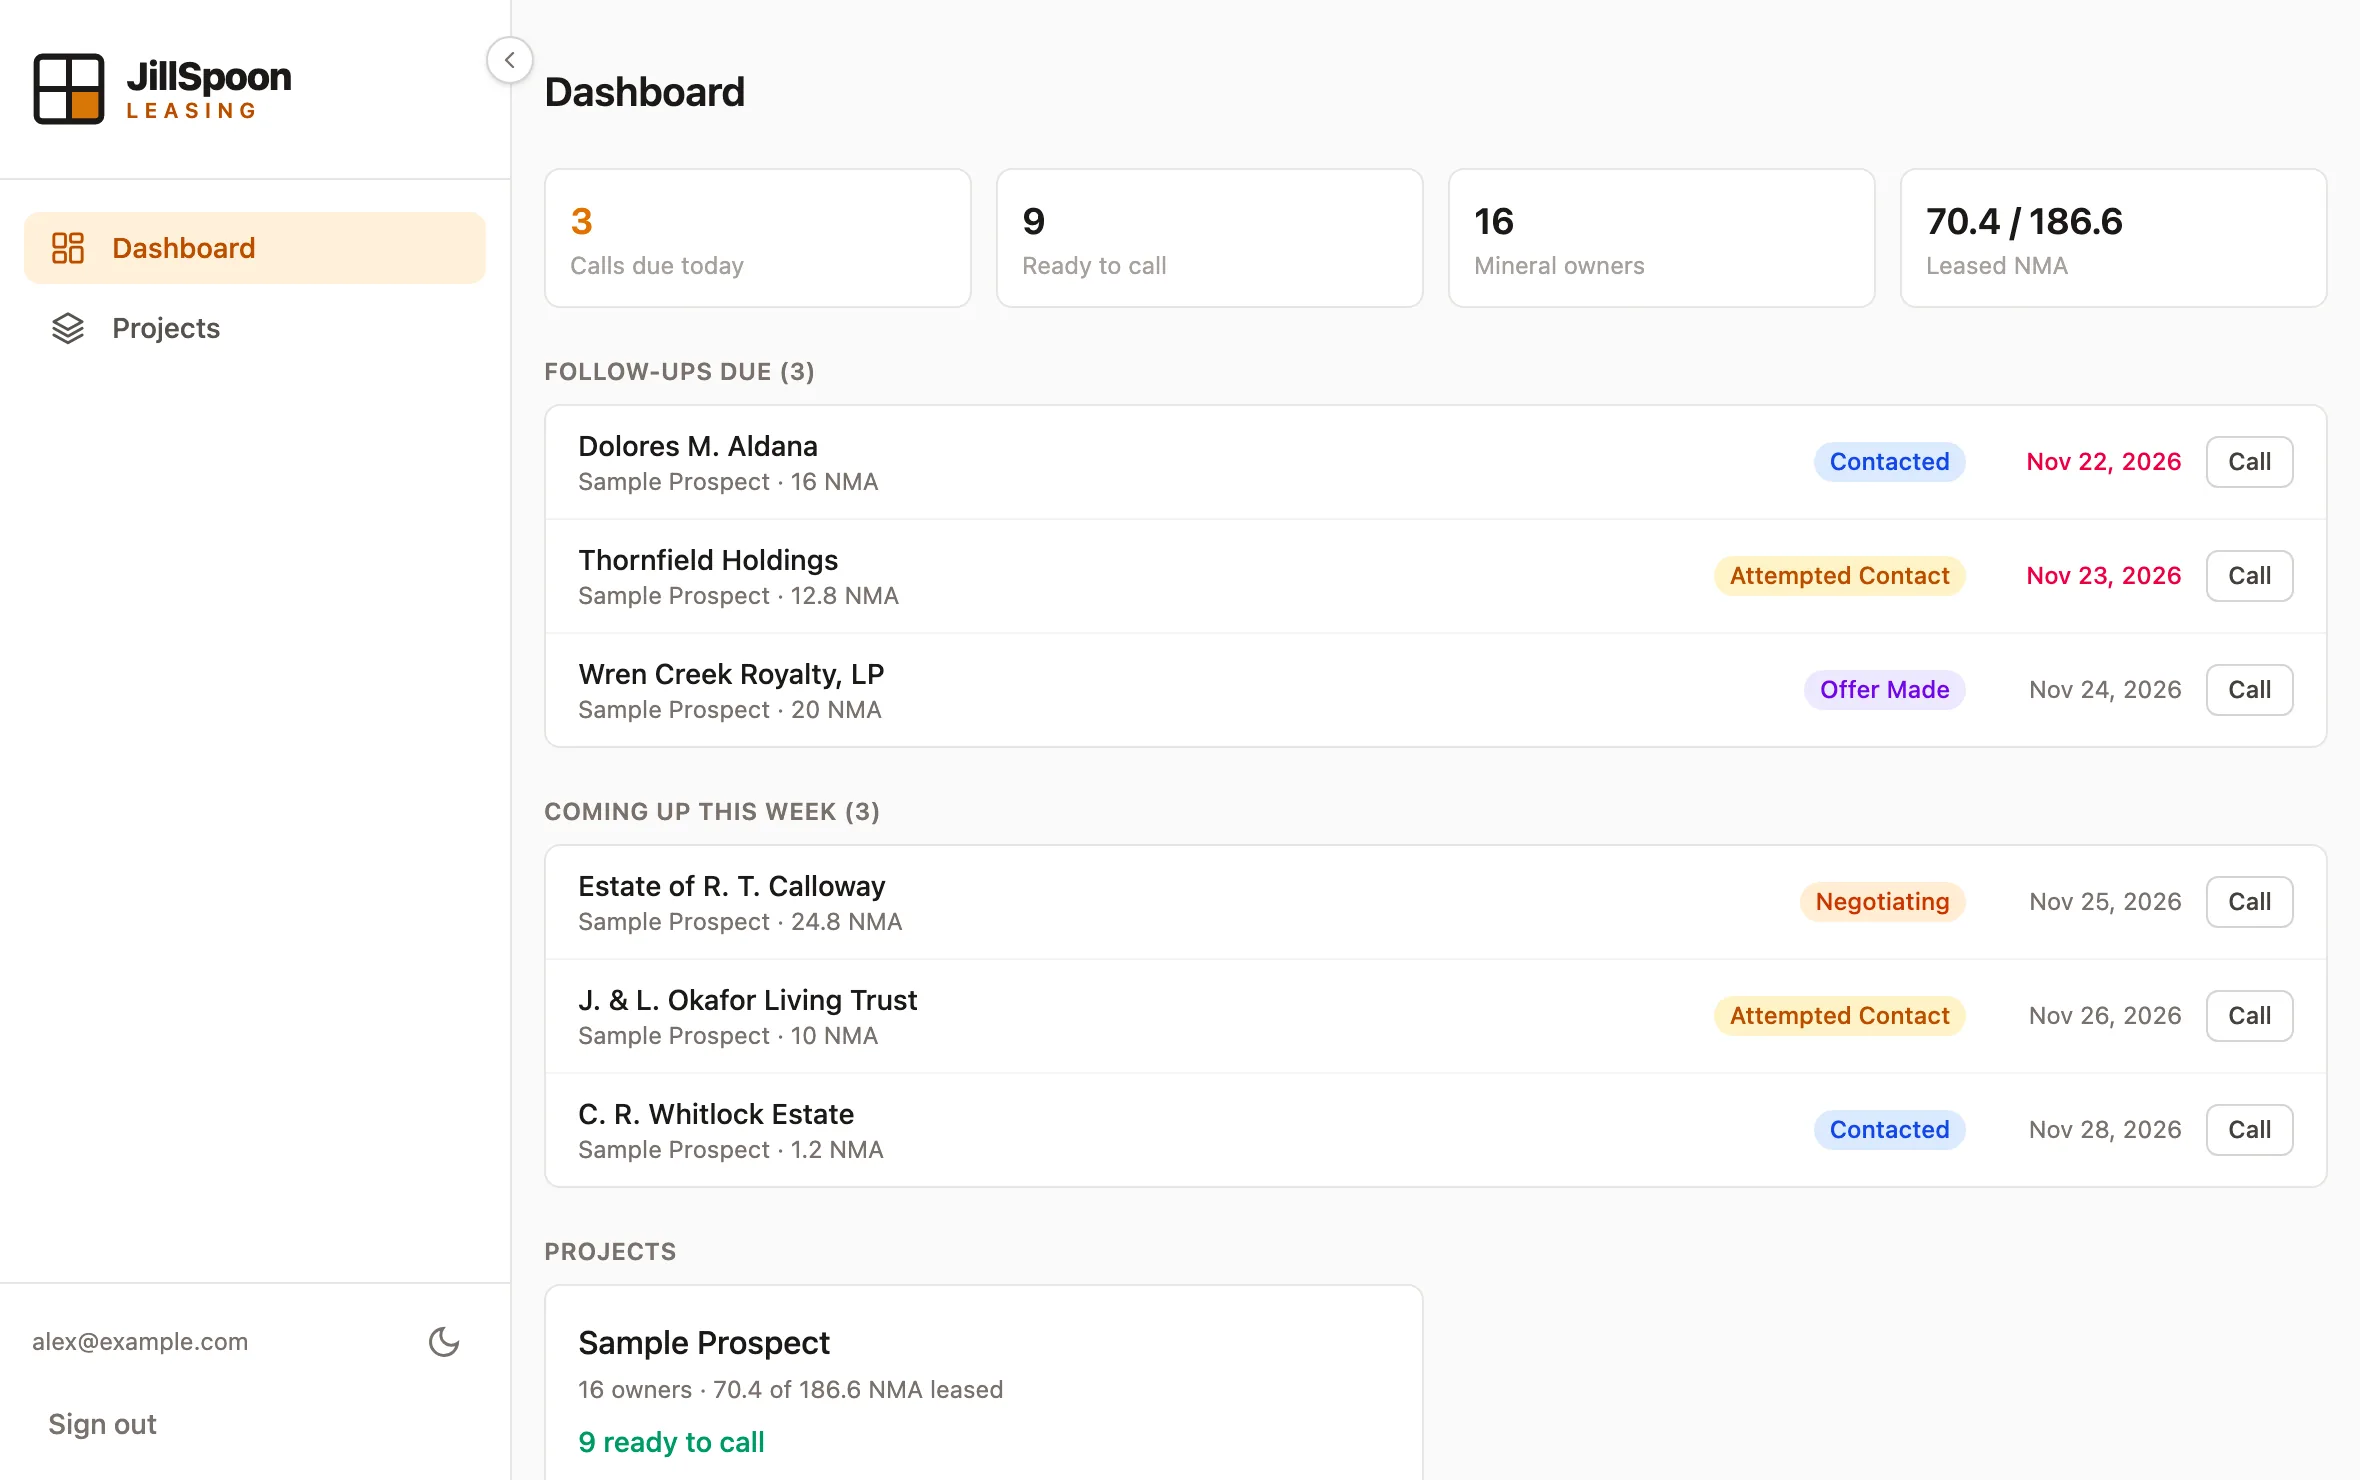 JillSpoon
LEASING
Dashboard
Projects
alex@example.com
Sign out
Dashboard
3
Calls due today
9
Ready to call
16
Mineral owners
70.4 / 186.6
Leased NMA
FOLLOW-UPS DUE (3)
Dolores M. Aldana
Sample Prospect · 16 NMA
Contacted
Nov 22, 2026
Call
Thornfield Holdings
Sample Prospect · 12.8 NMA
Attempted Contact
Nov 23, 2026
Call
Wren Creek Royalty, LP
Sample Prospect · 20 NMA
Offer Made
Nov 24, 2026
Call
COMING UP THIS WEEK (3)
Estate of R. T. Calloway
Sample Prospect · 24.8 NMA
Negotiating
Nov 25, 2026
Call
J. & L. Okafor Living Trust
Sample Prospect · 10 NMA
Attempted Contact
Nov 26, 2026
Call
C. R. Whitlock Estate
Sample Prospect · 1.2 NMA
Contacted
Nov 28, 2026
Call
PROJECTS
Sample Prospect
16 owners · 70.4 of 186.6 NMA leased
9 ready to call